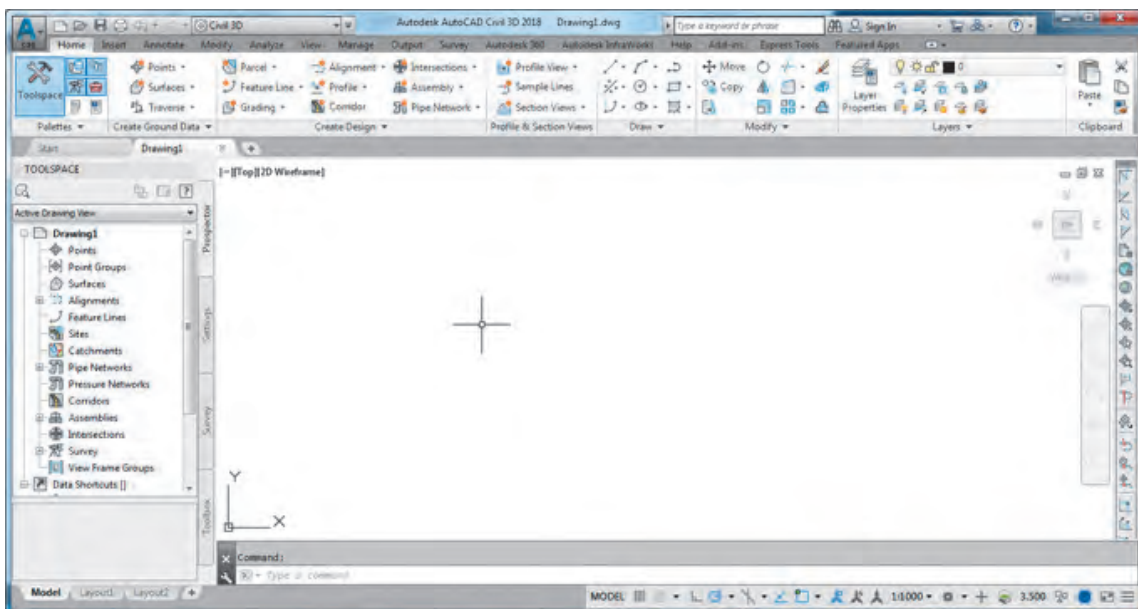 Civil 3D
Autodesk AutoCAD Civil 3D 2018 Drawing1.dwg
Type a keyword or phrase
Sign In
Home Insert Annotate Modify Analyze View Manage Output Survey Autodesk 360 Autodesk InfraWorks Help Add-ins Express Tools Featured Apps
Toolspace
Points
Surfaces
Traverse
Parcel
Feature Line
Grading
Alignment
Profile
Corridor
Intersections
Assembly
Pipe Network
Profile View
Sample Lines
Section Views
Move
Copy
Layer
Properties
0
Paste
Palettes Create Ground Data Create Design Profile & Section Views Draw Modify Layers Clipboard
Start Drawing1
TOOLSPACE
[-][Top][2D Wireframe]
Active Drawing View
Drawing1
Points
Point Groups
Surfaces
Alignments
Feature Lines
Sites
Catchments
Pipe Networks
Pressure Networks
Corridors
Assemblies
Intersections
Survey
View Frame Groups
Data Shortcuts []
Prospector
Settings
Survey
Toolbox
Y
X
Command:
Type a command
Model Layout1 Layout2 +
MODEL 1:1000 3.500